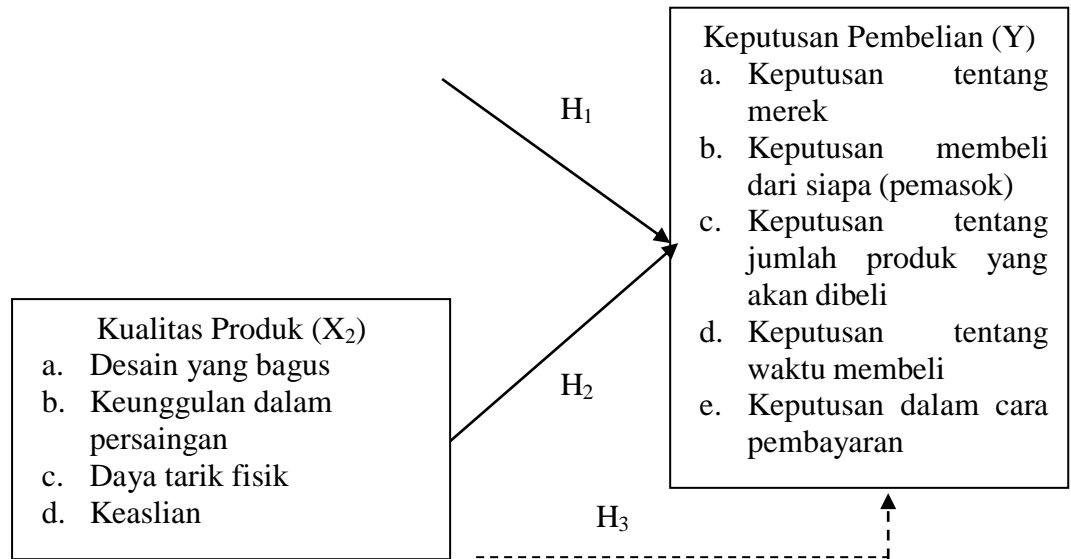 Keputusan Pembelian (Y)
a. Keputusan tentang
merek
b. Keputusan membeli
dari siapa (pemasok)
c. Keputusan tentang
jumlah produk yang
akan dibeli
d. Keputusan tentang
waktu membeli
e. Keputusan dalam cara
pembayaran
H₁
Kualitas Produk (X₂)
a. Desain yang bagus
b. Keunggulan dalam
persaingan
c. Daya tarik fisik
d. Keaslian
H₂
H₃